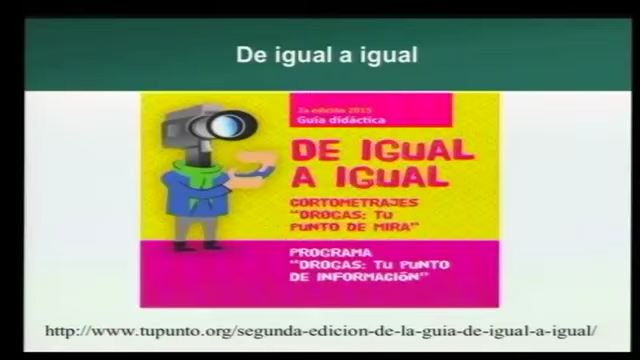 De igual a igual
2a edición 2015
Guía didáctica
DE IGUAL
A IGUAL
CORTOMETRAJES
"DROGAS: TU
PUNTO DE MIRA"
PROGRAMA
"DROGAS: TU PUNTO
DE INFORMACIÓN"
http://www.tupunto.org/segunda-edicion-de-la-guia-de-igual-a-igual/